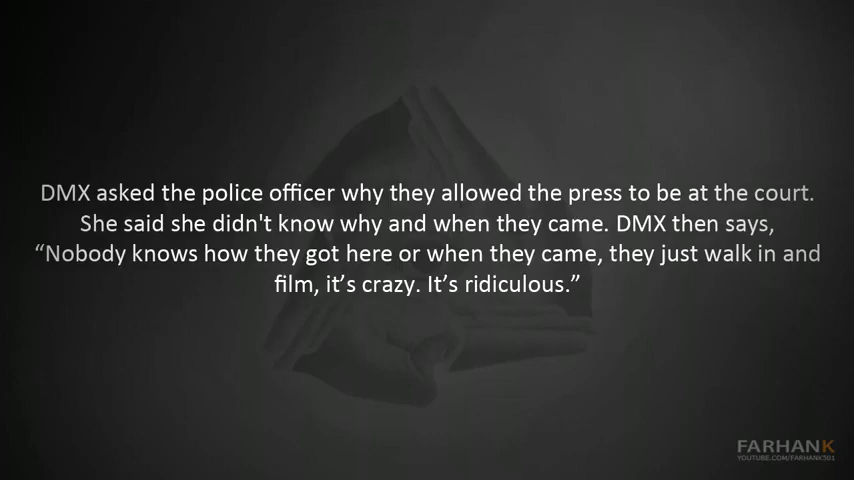 DMX asked the police officer why they allowed the press to be at the court.
She said she didn't know why and when they came. DMX then says,
“Nobody knows how they got here or when they came, they just walk in and
film, it’s crazy. It’s ridiculous.”
FARHANK
YOUTUBE.COM/FARHANK501